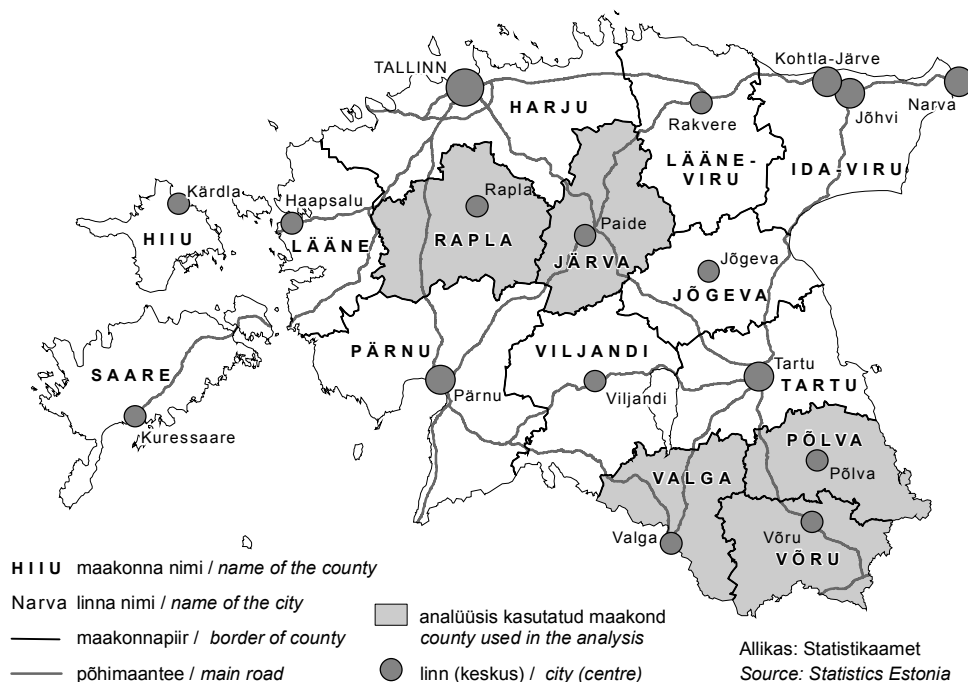 TALLINN
Kohtla-Järve
HARJU
Rakvere
Jõhvi
Narva
LÄÄNE-
VIRU
IDA-VIRU
Kärdla
Haapsalu
Rapla
Paide
HIIU
LÄÄNE
RAPLA
JÄRVA
Jõgeva
JÕGEVA
PÄRNU
VILJANDI
Tartu
SAARE
TARTU
Pärnu
Viljandi
Kuressaare
PÕLVA
VALGA
Põlva
Valga
Võru
VÕRU
HIIU maakonna nimi / name of the county
Narva linna nimi / name of the city
maakonnapiir / border of county
põhimaantee / main road
analüüsis kasutatud maakond
county used in the analysis
linn (keskus) / city (centre)
Allikas: Statistikaamet
Source: Statistics Estonia